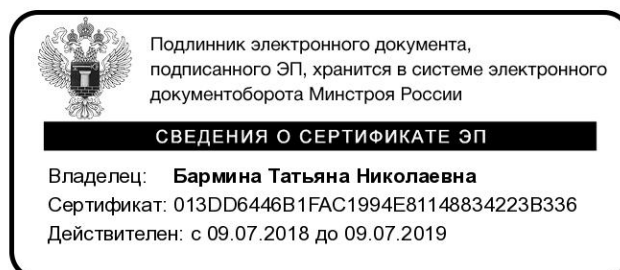 Подлинник электронного документа,
подписанного ЭП, хранится в системе электронного
документоборота Минстроя России
СВЕДЕНИЯ О СЕРТИФИКАТЕ ЭП
Владелец: Бармина Татьяна Николаевна
Сертификат: 013DD6446B1FAC1994E81148834223B336
Действителен: с 09.07.2018 до 09.07.2019